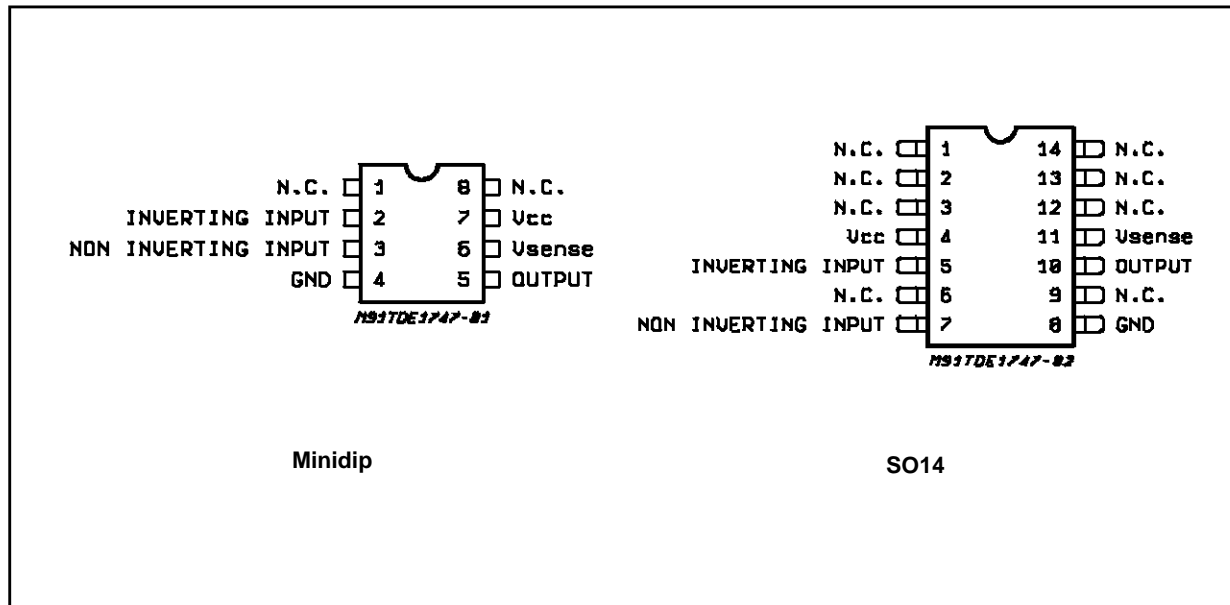 N.C. 1 8 N.C.
INVERTING INPUT 2 7 Vcc
NON INVERTING INPUT 3 6 Vsense
GND 4 5 OUTPUT
M91TDE1747-01
Minidip
N.C. 1 14 N.C.
N.C. 2 13 N.C.
N.C. 3 12 N.C.
Vcc 4 11 Vsense
INVERTING INPUT 5 10 OUTPUT
N.C. 6 9 N.C.
NON INVERTING INPUT 7 8 GND
M91TDE1747-02
SO14